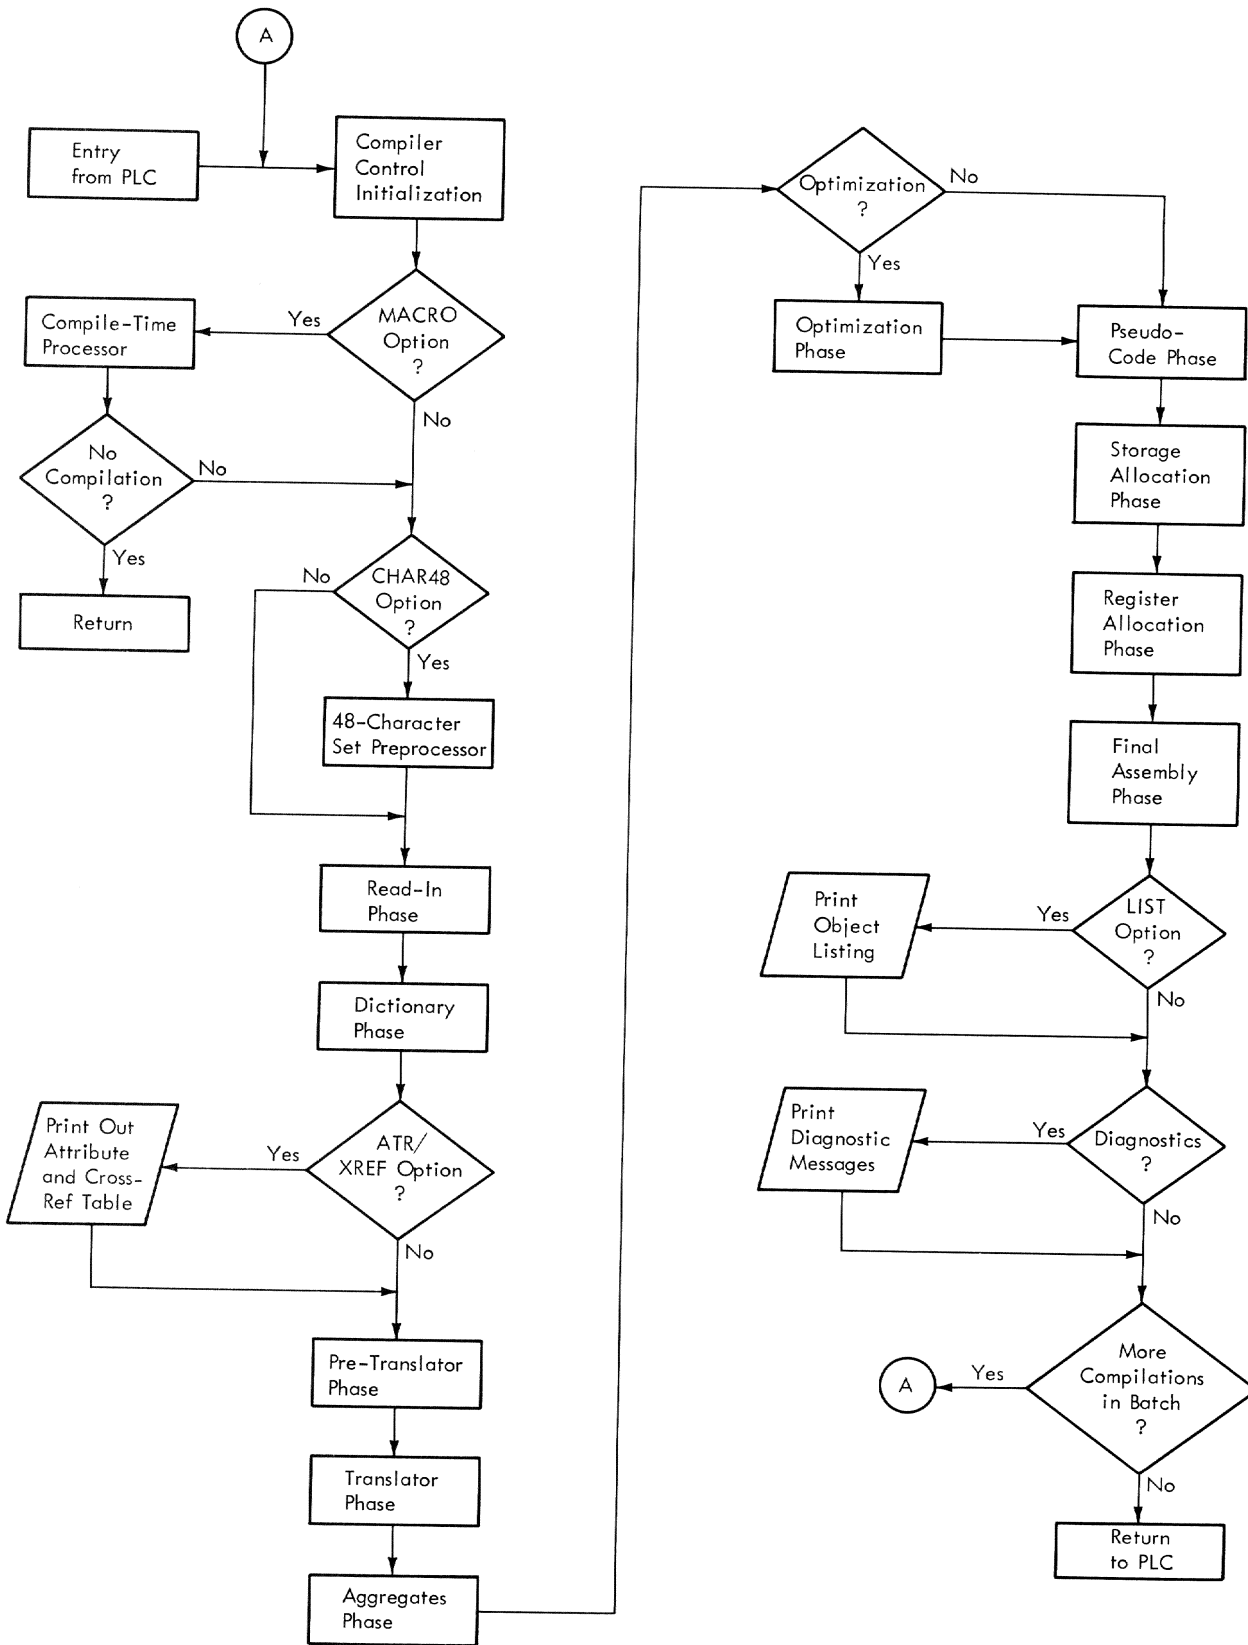 A
Entry
from PLC
Compiler
Control
Initialization
MACRO
Option
?
Yes
No
Compile-Time
Processor
No
Compilation
?
No
Yes
Return
CHAR48
Option
?
No
Yes
48-Character
Set Preprocessor
Read-In
Phase
Dictionary
Phase
ATR/
XREF Option
?
Yes
No
Print Out
Attribute
and Cross-
Ref Table
Pre-Translator
Phase
Translator
Phase
Aggregates
Phase
Optimization
?
No
Yes
Optimization
Phase
Pseudo-
Code Phase
Storage
Allocation
Phase
Register
Allocation
Phase
Final
Assembly
Phase
LIST
Option
?
Yes
No
Print
Object
Listing
Diagnostics
?
Yes
No
Print
Diagnostic
Messages
More
Compilations
in Batch
?
Yes
No
A
Return
to PLC